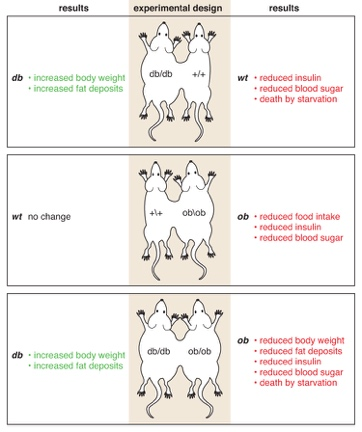 results experimental design results
db • increased body weight
• increased fat deposits
db/db +/+
wt • reduced insulin
• reduced blood sugar
• death by starvation
wt no change
+\+ ob\ob
ob • reduced food intake
• reduced insulin
• reduced blood sugar
db • increased body weight
• increased fat deposits
db/db ob/ob
ob • reduced body weight
• reduced fat deposits
• reduced insulin
• reduced blood sugar
• death by starvation